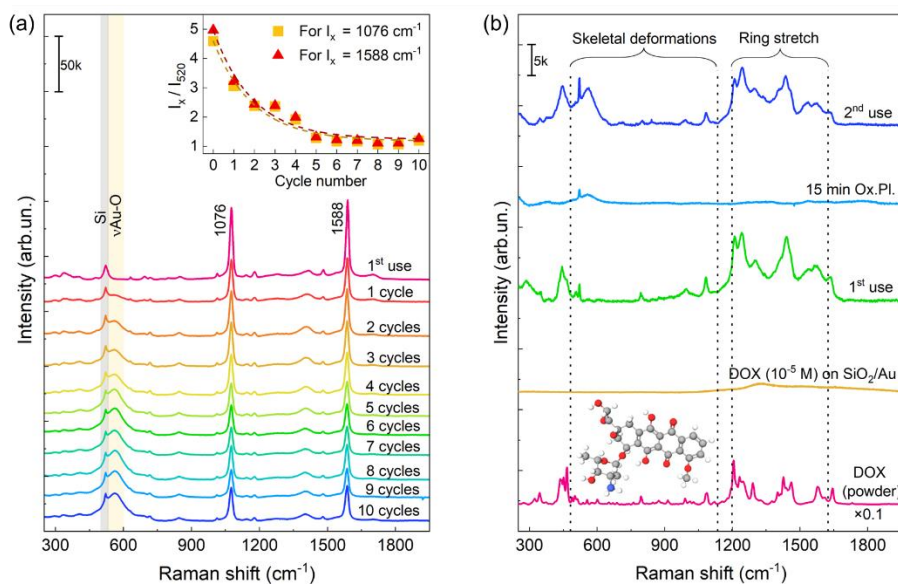 (a)
50k
Iₓ / I₅₂₀
5
4
3
2
1
For Iₓ = 1076 cm⁻¹
For Iₓ = 1588 cm⁻¹
0 1 2 3 4 5 6 7 8 9 10
Cycle number
Si
νAu-O
1076
1588
1ˢᵗ use
1 cycle
2 cycles
3 cycles
4 cycles
5 cycles
6 cycles
7 cycles
8 cycles
9 cycles
10 cycles
Intensity (arb.un.)
300 600 900 1200 1500 1800
Raman shift (cm⁻¹)
(b)
5k
Skeletal deformations
Ring stretch
2ⁿᵈ use
15 min Ox.Pl.
1ˢᵗ use
DOX (10⁻⁵ M) on SiO₂/Au
DOX
(powder)
×0.1
Intensity (arb.un.)
300 600 900 1200 1500 1800
Raman shift (cm⁻¹)